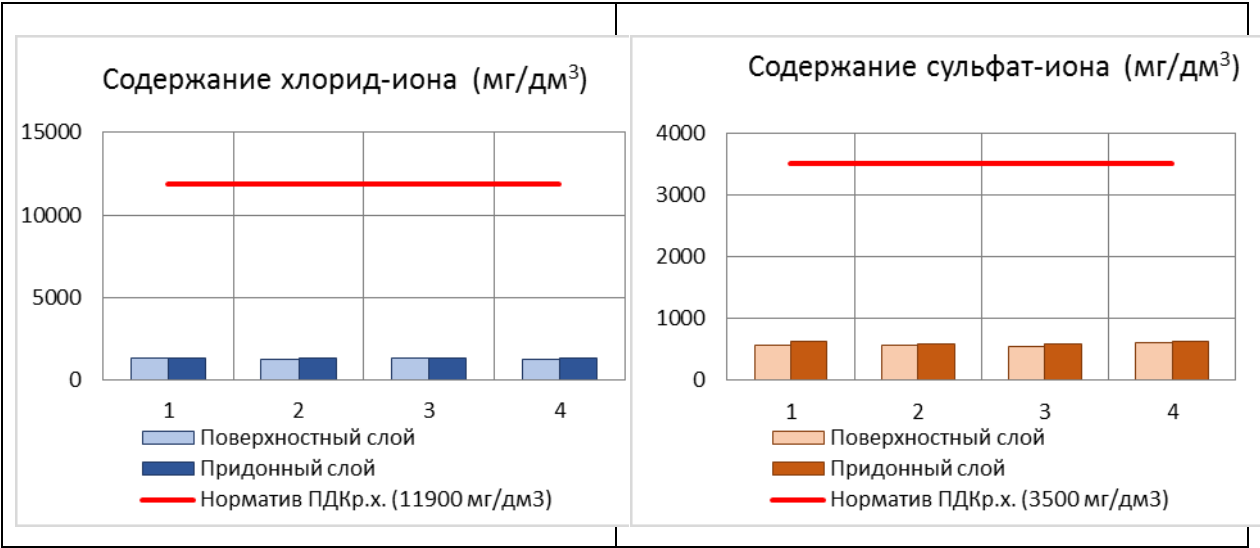 Содержание хлорид-иона (мг/дм³)
15000
10000
5000
0
1 2 3 4
Поверхностный слой
Придонный слой
Норматив ПДКр.х. (11900 мг/дм3)
Содержание сульфат-иона (мг/дм³)
4000
3000
2000
1000
0
1 2 3 4
Поверхностный слой
Придонный слой
Норматив ПДКр.х. (3500 мг/дм3)